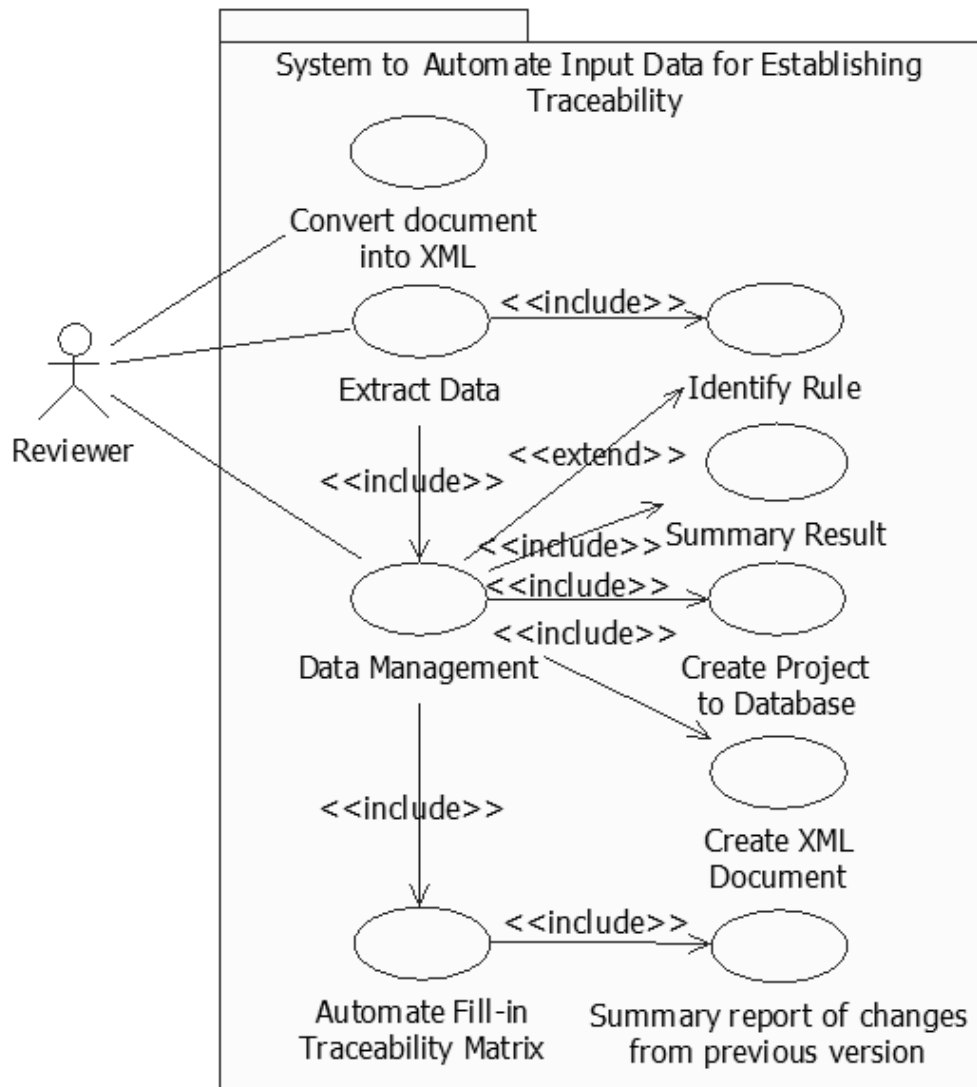 System to Automate Input Data for Establishing
Traceability
Convert document
into XML
<<include>>
Extract Data
Identify Rule
Reviewer
<<extend>>
<<include>>
Summary Result
<<include>>
<<include>>
<<include>>
Data Management
Create Project
to Database
<<include>>
Create XML
Document
<<include>>
Automate Fill-in
Traceability Matrix
Summary report of changes
from previous version